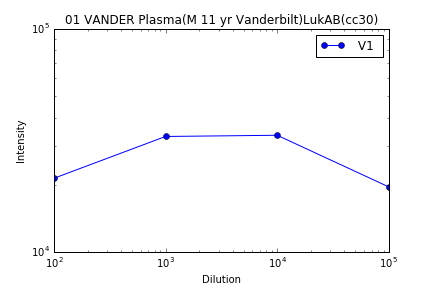 01 VANDER Plasma(M 11 yr Vanderbilt)LukAB(cc30)
10^5
V1
Intensity
10^4
10^2 10^3 10^4 10^5
Dilution